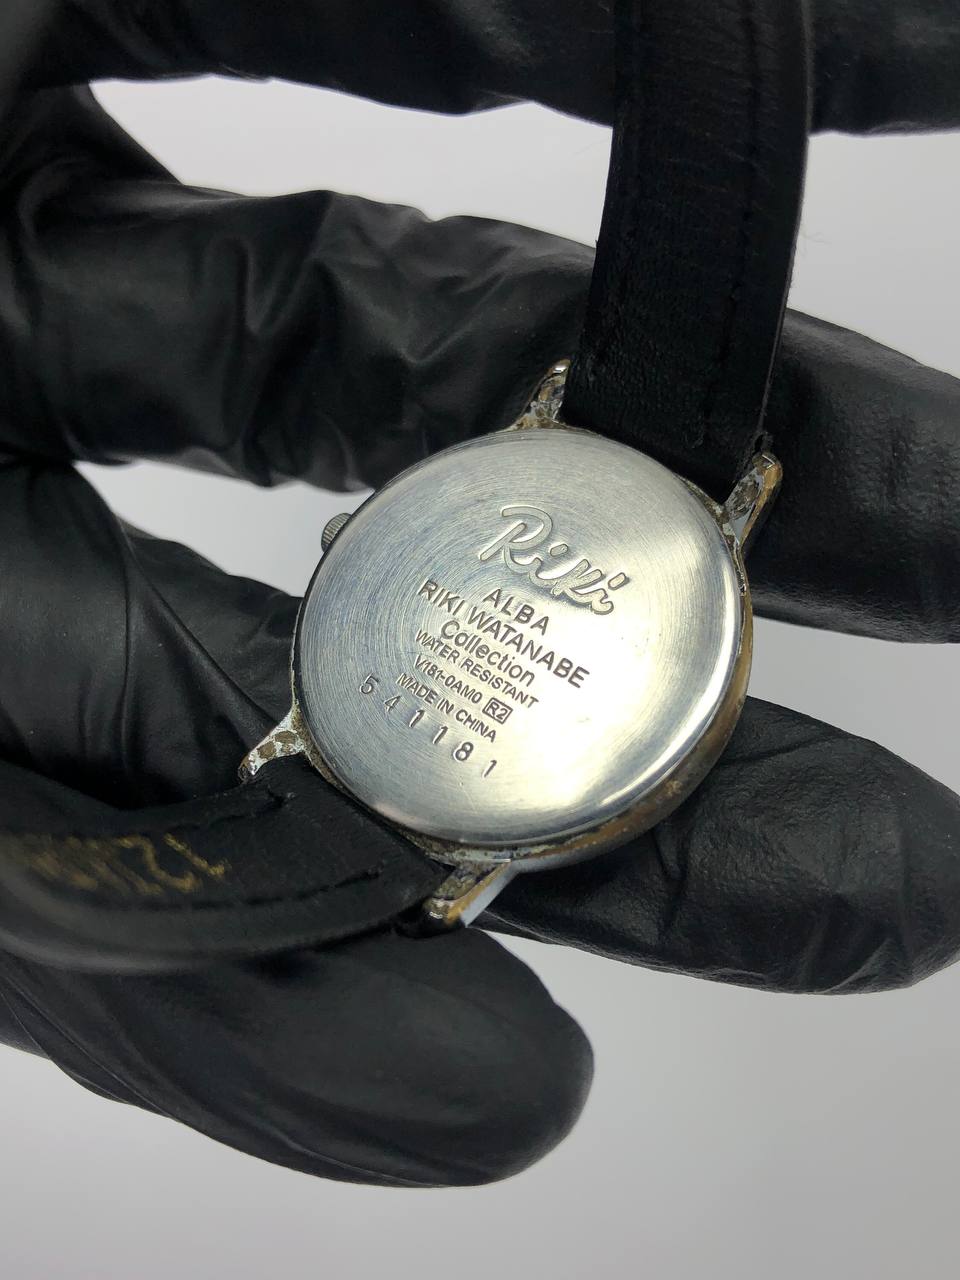 Riki
ALBA
RIKI WATANABE
Collection
WATER RESISTANT
V181-0AM0 R2
MADE IN CHINA
541181